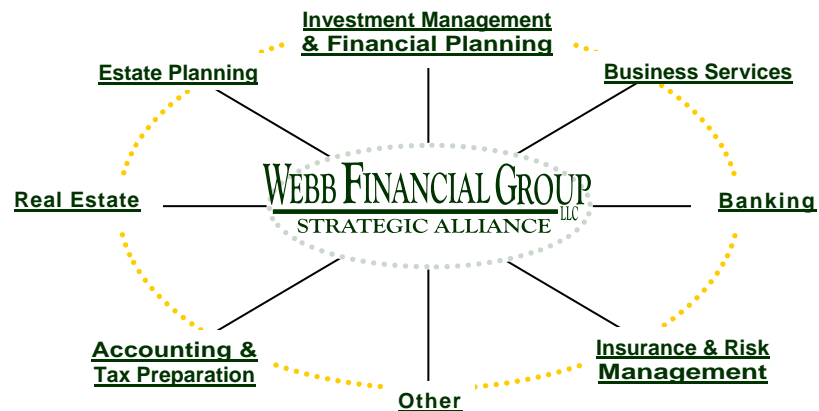 Investment Management
& Financial Planning
Estate Planning
Business Services
WEBB FINANCIAL GROUP
LLC
STRATEGIC ALLIANCE
Real Estate
Banking
Accounting &
Tax Preparation
Insurance & Risk
Management
Other